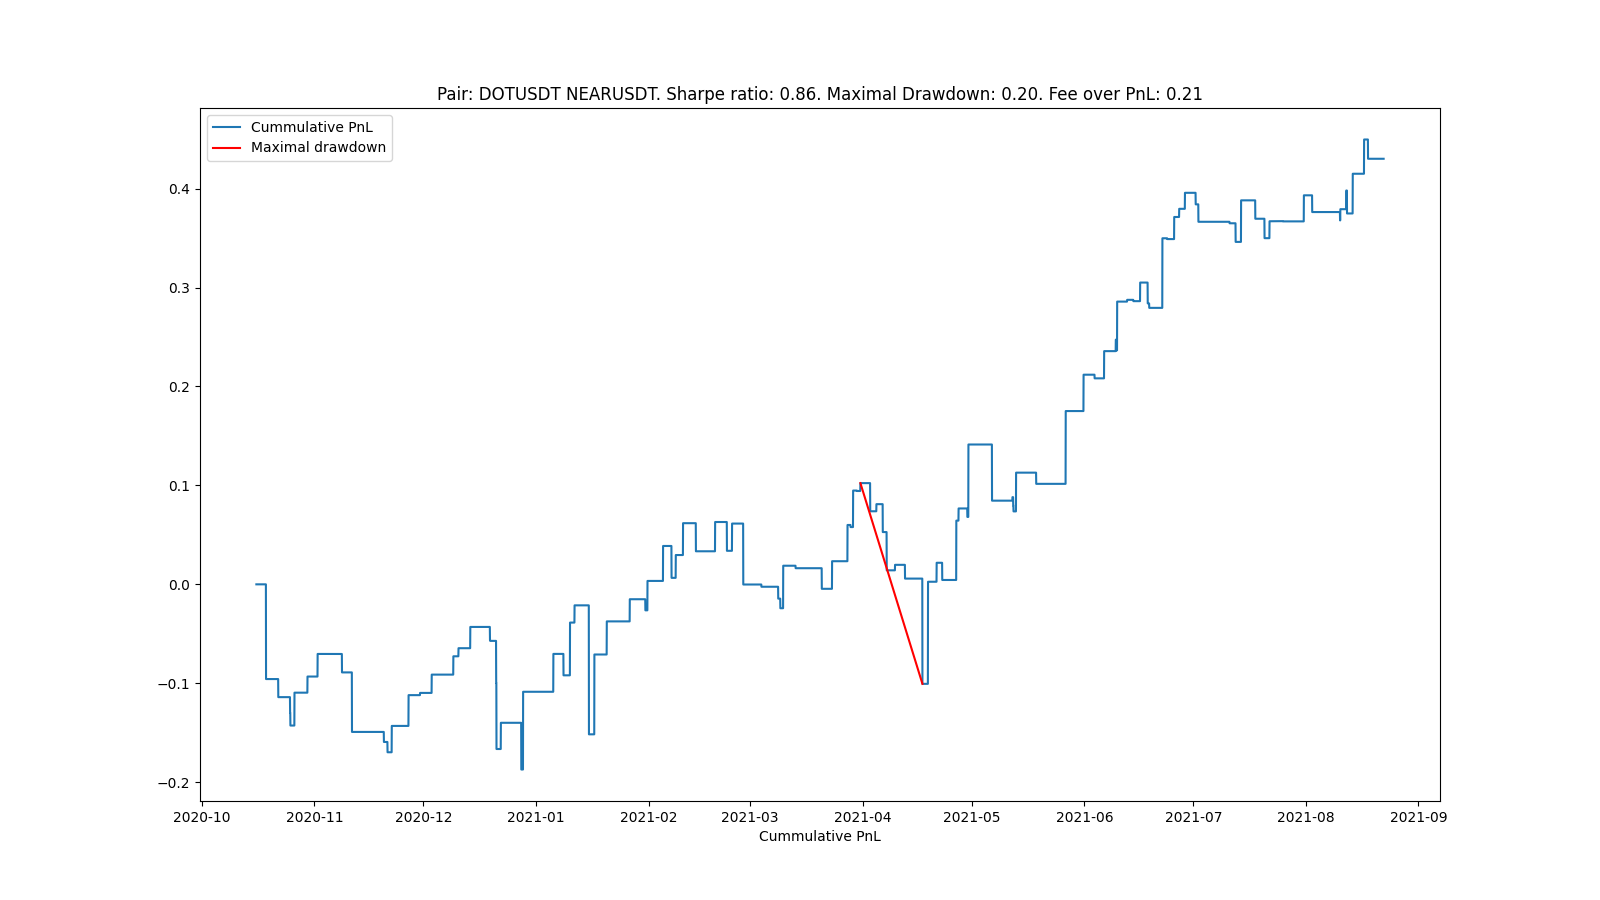 Pair: DOTUSDT NEARUSDT. Sharpe ratio: 0.86. Maximal Drawdown: 0.20. Fee over PnL: 0.21
Cummulative PnL
Maximal drawdown
0.4
0.3
0.2
0.1
0.0
−0.1
−0.2
2020-10 2020-11 2020-12 2021-01 2021-02 2021-03 2021-04 2021-05 2021-06 2021-07 2021-08 2021-09
Cummulative PnL